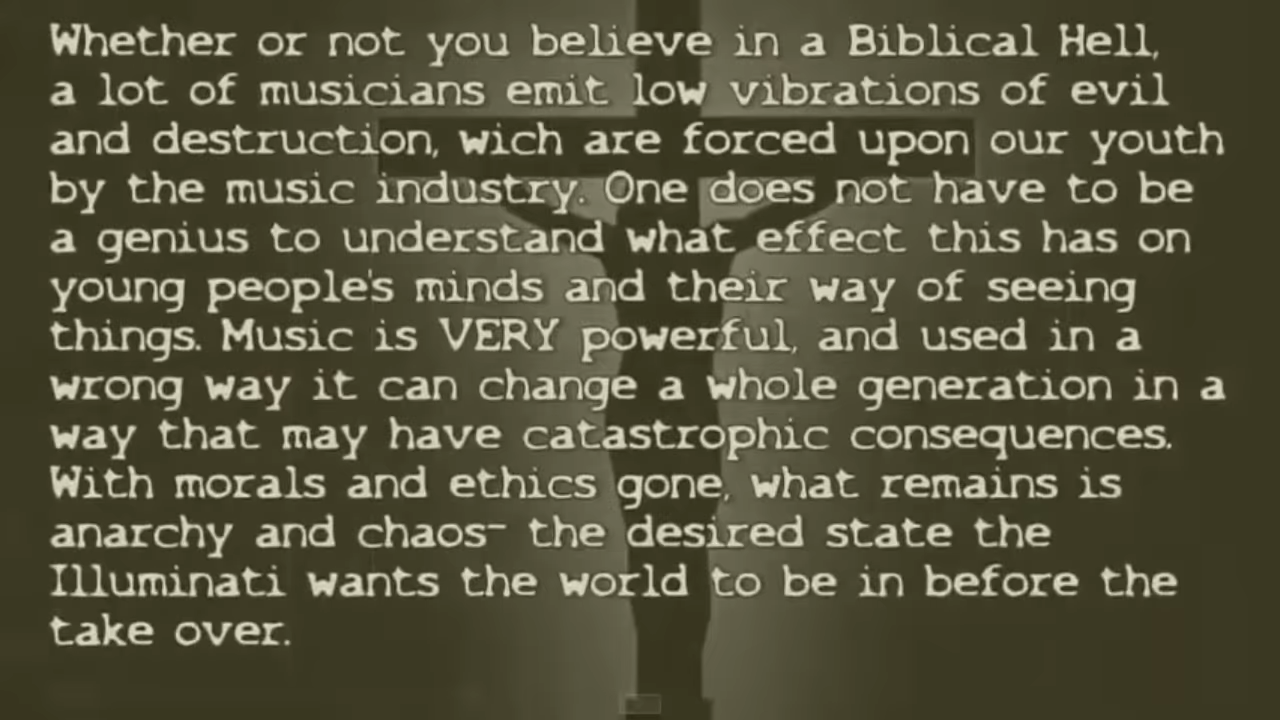 Whether or not you believe in a Biblical Hell,
a lot of musicians emit low vibrations of evil
and destruction, wich are forced upon our youth
by the music industry. One does not have to be
a genius to understand what effect this has on
young people's minds and their way of seeing
things. Music is VERY powerful, and used in a
wrong way it can change a whole generation in a
way that may have catastrophic consequences.
With morals and ethics gone, what remains is
anarchy and chaos- the desired state the
Illuminati wants the world to be in before the
take over.